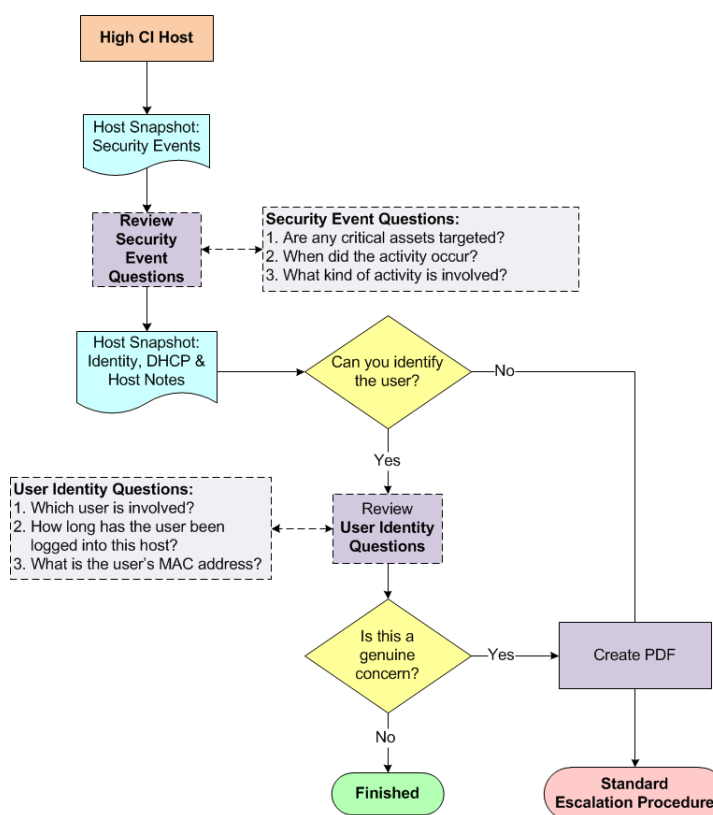 High CI Host
Host Snapshot:
Security Events
Review
Security
Event
Questions
Security Event Questions:
1. Are any critical assets targeted?
2. When did the activity occur?
3. What kind of activity is involved?
Host Snapshot:
Identity, DHCP &
Host Notes
Can you identify
the user?
No
Yes
User Identity Questions:
1. Which user is involved?
2. How long has the user been
logged into this host?
3. What is the user's MAC address?
Review
User Identity
Questions
Is this a
genuine
concern?
Yes
Create PDF
No
Finished
Standard
Escalation Procedure